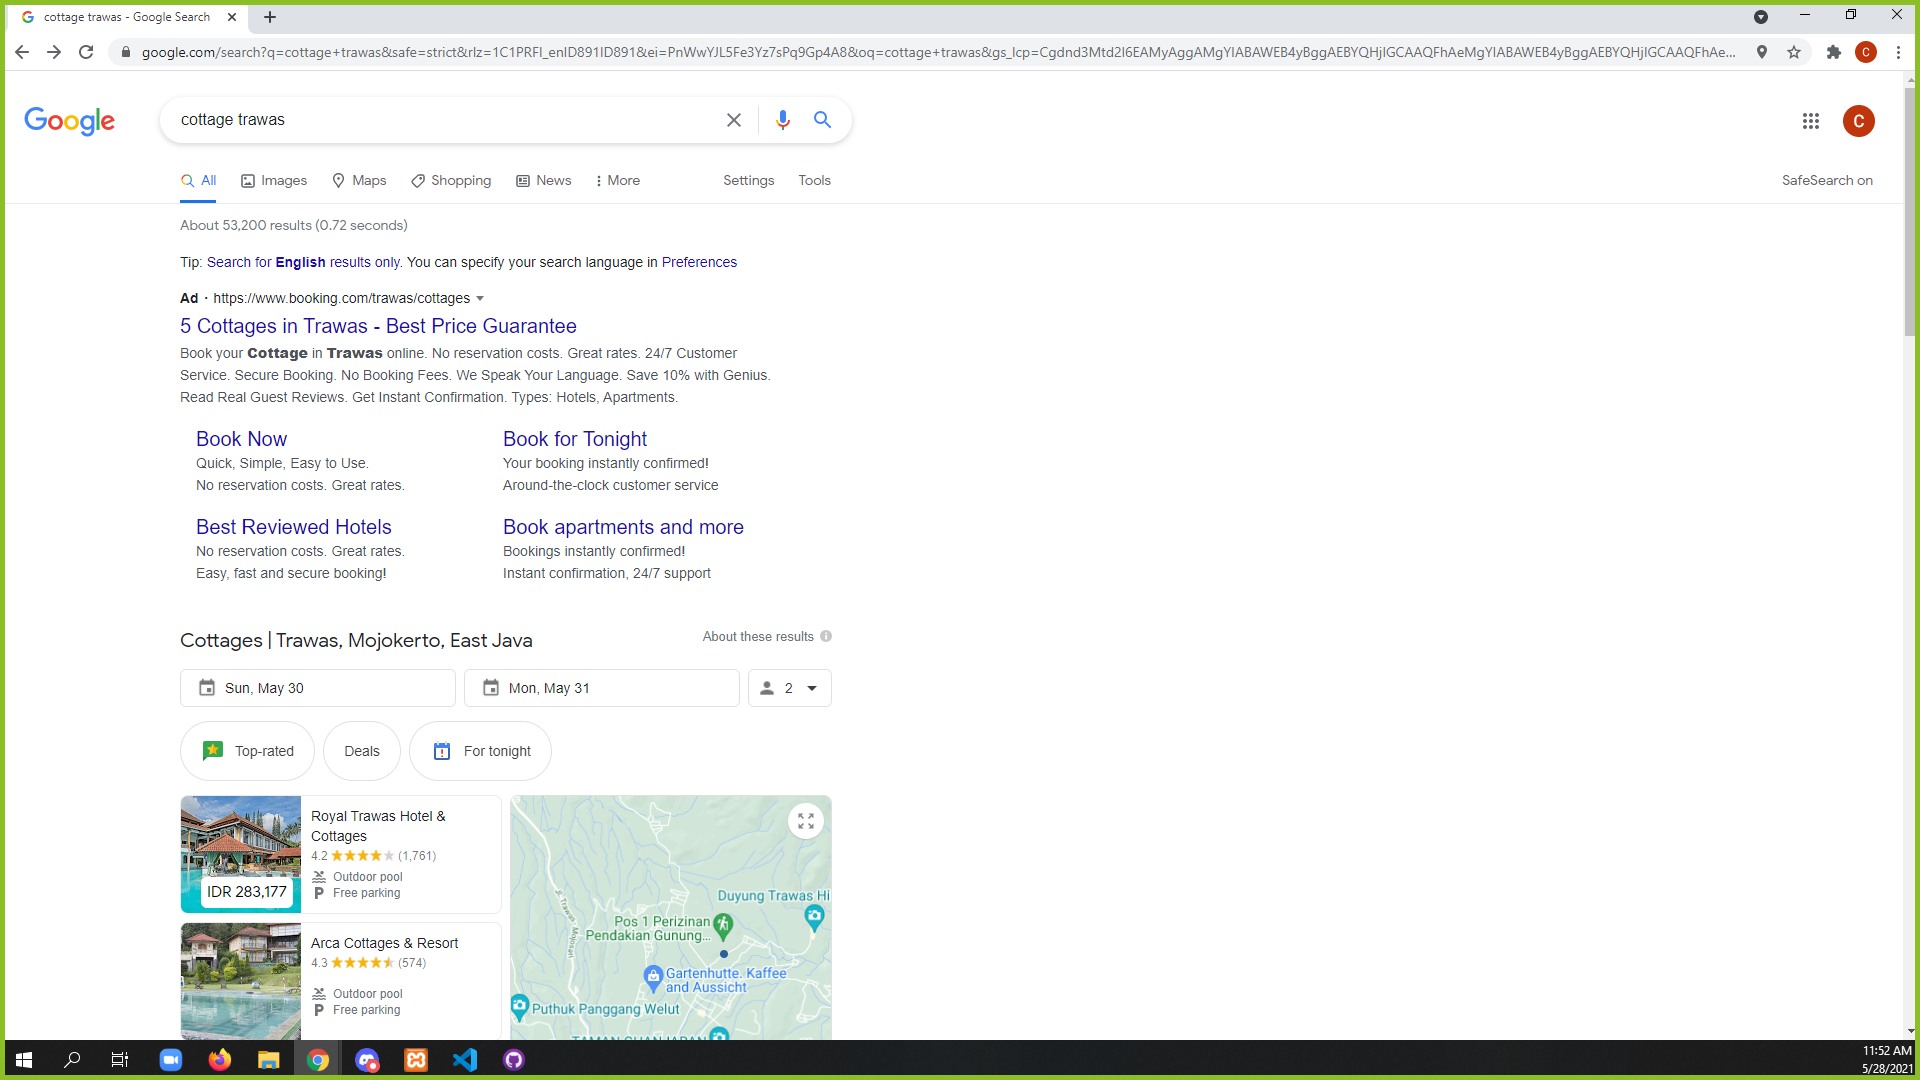 cottage trawas - Google Search
google.com/search?q=cottage+trawas&safe=strict&rlz=1C1PRFI_enID891ID891&ei=PnWwYJL5Fe3Yz7sPq9Gp4A8&oq=cottage+trawas&gs_lcp=Cgdnd3Mtd2l6EAMyAggAMgYIABAWEB4yBggAEBYQHjIGCAAQFhAeMgYIABAWEB4yBggAEBYQHjIGCAAQFhAe...
C
Google
cottage trawas
C
All
Images
Maps
Shopping
News
More
Settings
Tools
SafeSearch on
About 53,200 results (0.72 seconds)
Tip: Search for English results only. You can specify your search language in Preferences
Ad · https://www.booking.com/trawas/cottages
5 Cottages in Trawas - Best Price Guarantee
Book your Cottage in Trawas online. No reservation costs. Great rates. 24/7 Customer
Service. Secure Booking. No Booking Fees. We Speak Your Language. Save 10% with Genius.
Read Real Guest Reviews. Get Instant Confirmation. Types: Hotels, Apartments.
Book Now
Quick, Simple, Easy to Use.
No reservation costs. Great rates.
Book for Tonight
Your booking instantly confirmed!
Around-the-clock customer service
Best Reviewed Hotels
No reservation costs. Great rates.
Easy, fast and secure booking!
Book apartments and more
Bookings instantly confirmed!
Instant confirmation, 24/7 support
Cottages | Trawas, Mojokerto, East Java
About these results
Sun, May 30
Mon, May 31
2
Top-rated
Deals
For tonight
Royal Trawas Hotel &
Cottages
4.2 (1,761)
Outdoor pool
P Free parking
IDR 283,177
Arca Cottages & Resort
4.3 (574)
Outdoor pool
P Free parking
Duyung Trawas Hi
Pos 1 Perizinan
Pendakian Gunung...
Gartenhutte. Kaffee
and Aussicht
Puthuk Panggang Welut
11:52 AM
5/28/2021